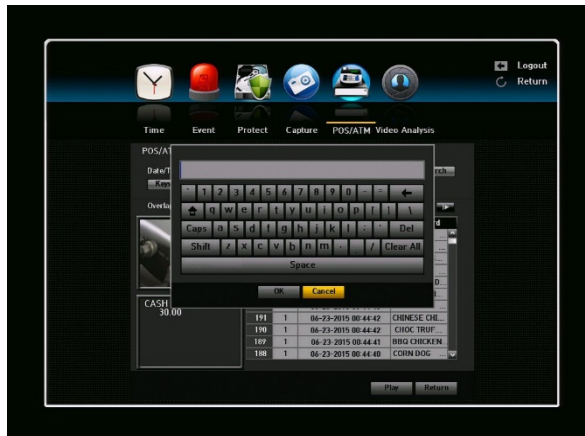 Logout
Return
Time Event Protect Capture POS/ATM Video Analysis
POS/AT
Date/T
rch
Overla
` 1 2 3 4 5 6 7 8 9 0 - =
q w e r t y u i o p [ ] \
Caps a s d f g h j k l ; ' Del
Shift z x c v b n m . / Clear All
Space
OK Cancel
CASH
30.00
191 1 06-23-2015 00:44:42 CHINESE CHI...
190 1 06-23-2015 00:44:42 CHOC TRUF...
189 1 06-23-2015 00:44:41 BBQ CHICKEN
188 1 06-23-2015 00:44:40 CORN DOG ...
Play Return